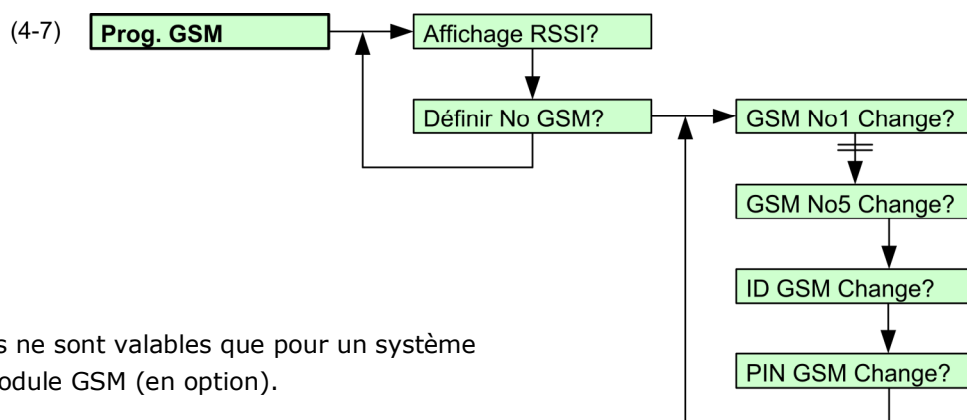 (4-7) Prog. GSM
Affichage RSSI?
Définir No GSM?
GSM No1 Change?
GSM No5 Change?
ID GSM Change?
PIN GSM Change?
s ne sont valables que pour un système
odule GSM (en option).